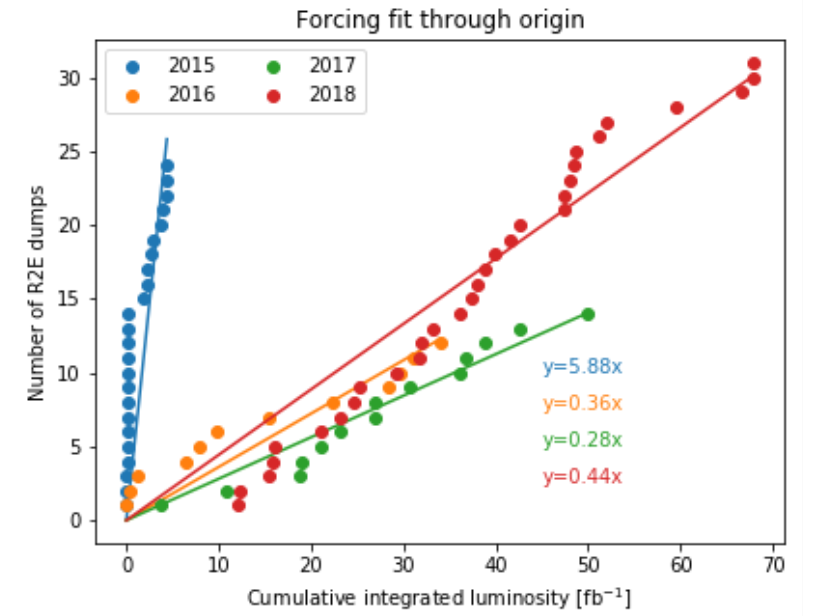 Forcing fit through origin
2015 2017
2016 2018
Number of R2E dumps
30
25
20
15
10
5
0
y=5.88x
y=0.36x
y=0.28x
y=0.44x
0 10 20 30 40 50 60 70
Cumulative integrated luminosity [fb⁻¹]